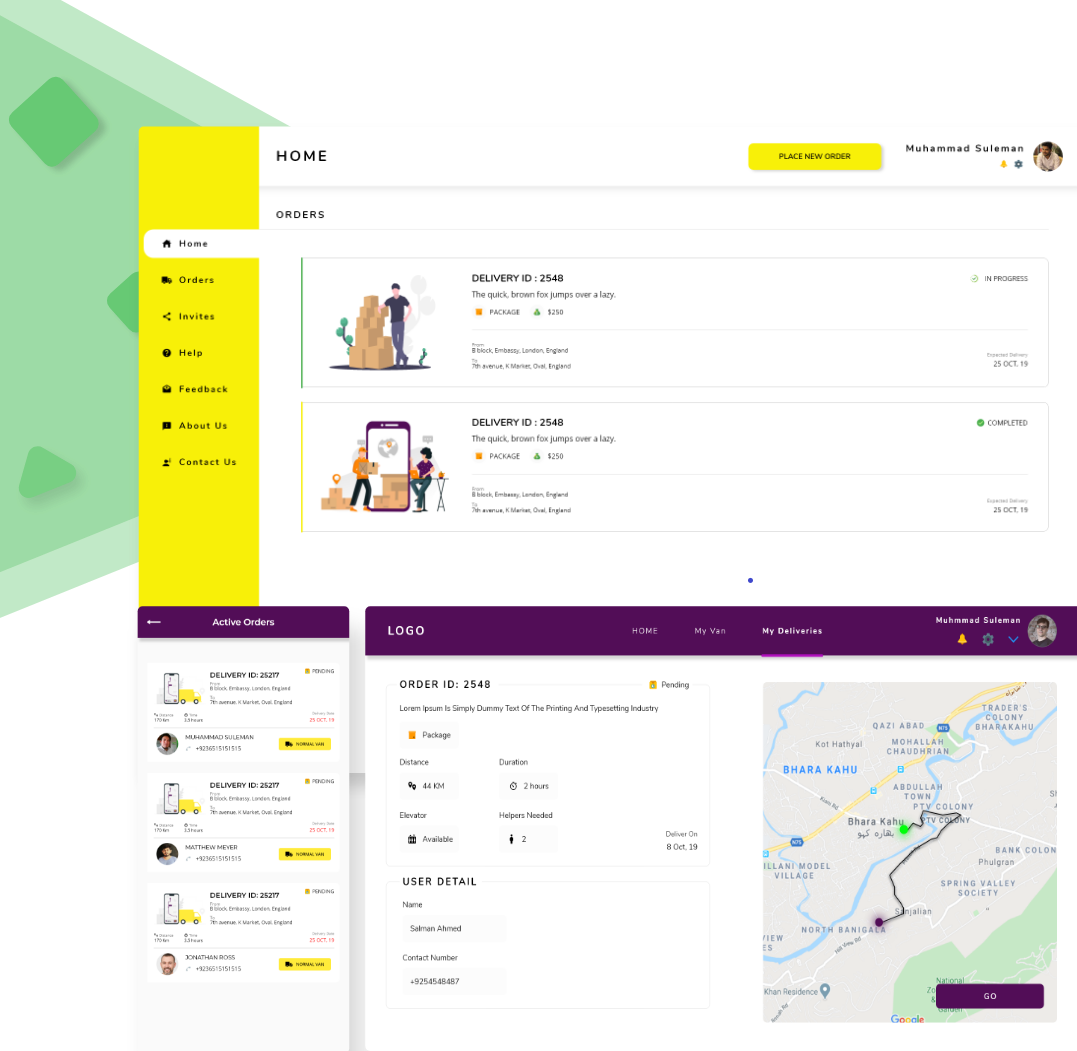 HOME
PLACE NEW ORDER
Muhammad Suleman
ORDERS
Home
Orders
Invites
Help
Feedback
About Us
Contact Us
DELIVERY ID : 2548
IN PROGRESS
The quick, brown fox jumps over a lazy.
PACKAGE $250
From
B block, Embassy, London, England
To
7th avenue, K Market, Oval, England
Expected Delivery
25 OCT, 19
DELIVERY ID : 2548
COMPLETED
The quick, brown fox jumps over a lazy.
PACKAGE $250
From
B block, Embassy, London, England
To
7th avenue, K Market, Oval, England
Expected Delivery
25 OCT, 19
Active Orders
DELIVERY ID: 25217
PENDING
From
B block, Embassy, London, England
To
7th avenue, K Market, Oval, England
Distance Time Delivery Date
170 Km 3.5 hours 25 OCT, 19
MUHAMMAD SULEMAN
+9236515151515
NORMAL VAN
DELIVERY ID: 25217
PENDING
From
B block, Embassy, London, England
To
7th avenue, K Market, Oval, England
Distance Time Delivery Date
170 Km 3.5 hours 25 OCT, 19
MATTHEW MEYER
+9236515151515
NORMAL VAN
DELIVERY ID: 25217
PENDING
From
B block, Embassy, London, England
To
7th avenue, K Market, Oval, England
Distance Time Delivery Date
170 Km 3.5 hours 25 OCT, 19
JONATHAN ROSS
+9236515151515
NORMAL VAN
LOGO
HOME
My Van
My Deliveries
Muhmmad Suleman
ORDER ID: 2548
Pending
Lorem Ipsum Is Simply Dummy Text Of The Printing And Typesetting Industry
Package
Distance Duration
44 KM 2 hours
Elevator Helpers Needed
Available 2
Deliver On
8 Oct, 19
USER DETAIL
Name
Salman Ahmed
Contact Number
+9254548487
TRADER'S
COLONY
BHARAKAHU
QAZI ABAD
N75
Kot Hathyal
MOHALLAH
CHAUDHRIAN
BHARA KAHU
ABDULLAH
TOWN
PTV COLONY
PTV COLONY
Bhara Kahu
بھارہ کہو
N75
BANK COLON
Phulgran
ILLANI MODEL
VILLAGE
SPRING VALLEY
SOCIETY
Sanjalian
NORTH BANIGALA
VIEW
ES
Hill View Rd
National
Zo
&
Garden
Khan Residence
GO
Google